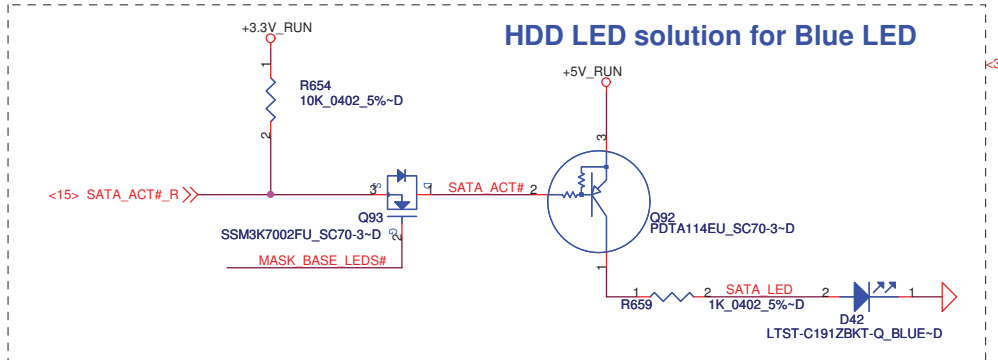 HDD LED solution for Blue LED
+3.3V_RUN
+5V_RUN
<3
1
R654
10K_0402_5%~D
2
3
<15> SATA_ACT#_R
3
S
D
1
SATA_ACT#
2
Q93
SSM3K7002FU_SC70-3~D
G
2
Q92
PDTA114EU_SC70-3~D
MASK_BASE_LEDS#
1
1
2
SATA_LED
2
1
R659
1K_0402_5%~D
D42
LTST-C191ZBKT-Q_BLUE~D